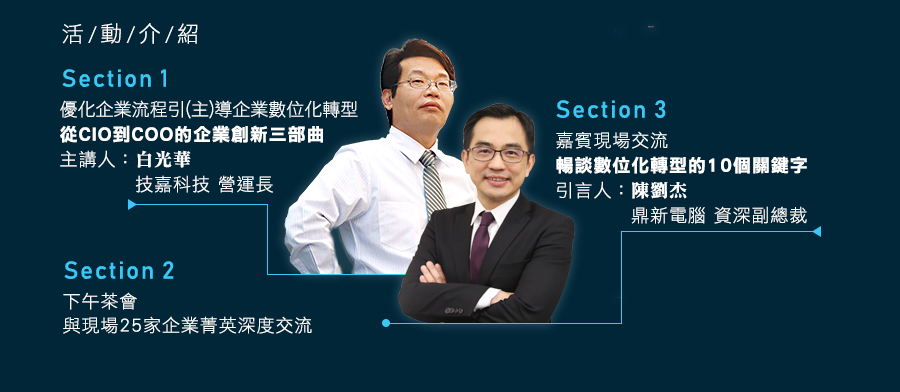 活/動/介/紹
Section 1
優化企業流程引(主)導企業數位化轉型
從CIO到COO的企業創新三部曲
主講人：白光華
技嘉科技 營運長
Section 2
下午茶會
與現場25家企業菁英深度交流
Section 3
嘉賓現場交流
暢談數位化轉型的10個關鍵字
引言人：陳劉杰
鼎新電腦 資深副總裁